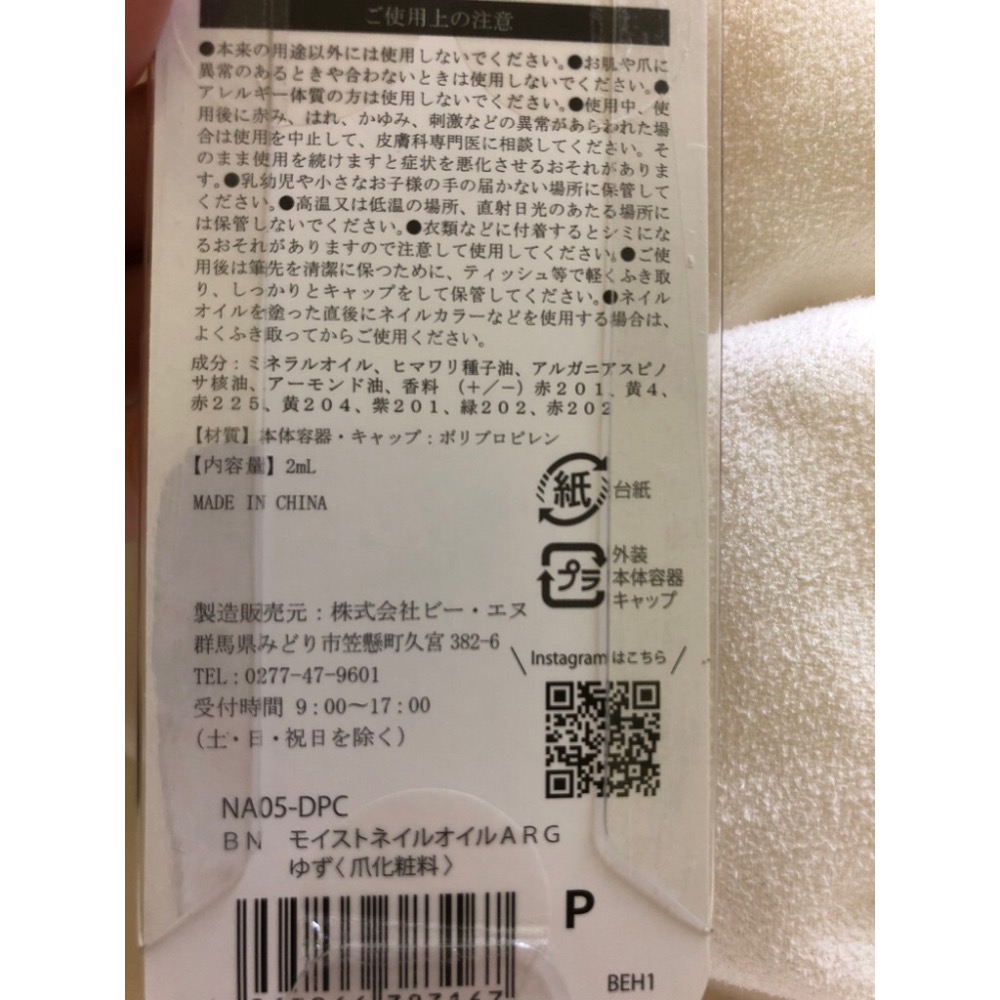 ご使用上の注意
●本来の用途以外には使用しないでください。●お肌や爪に
異常のあるときや合わないときは使用しないでください。●
アレルギー体質の方は使用しないでください。●使用中、使
用後に赤み、はれ、かゆみ、刺激などの異常があらわれた場
合は使用を中止して、皮膚科専門医に相談してください。そ
のまま使用を続けますと症状を悪化させるおそれがありま
す。●乳幼児や小さなお子様の手の届かない場所に保管して
ください。●高温又は低温の場所、直射日光のあたる場所に
は保管しないでください。●衣類などに付着するとシミにな
るおそれがありますので注意して使用してください。●ご使
用後は筆先を清潔に保つために、ティッシュ等で軽くふき取
り、しっかりとキャップをして保管してください。●ネイル
オイルを塗った直後にネイルカラーなどを使用する場合は、
よくふき取ってからご使用ください。
成分：ミネラルオイル、ヒマワリ種子油、アルガニアスピノ
サ核油、アーモンド油、香料 （＋／－）赤２０１、黄４、
赤２２５、黄２０４、紫２０１、緑２０２、赤２０２
【材質】本体容器・キャップ：ポリプロピレン
【内容量】2mL
MADE IN CHINA
紙 台紙
プラ 外装
本体容器
キャップ
製造販売元：株式会社ビー・エヌ
群馬県みどり市笠懸町久宮 382-6
TEL：0277-47-9601
受付時間 9：00～17：00
（土・日・祝日を除く）
\ Instagram はこちら /
NA05-DPC
ＢＮ モイストネイルオイルＡＲＧ
ゆず〈爪化粧料〉
P
BEH1